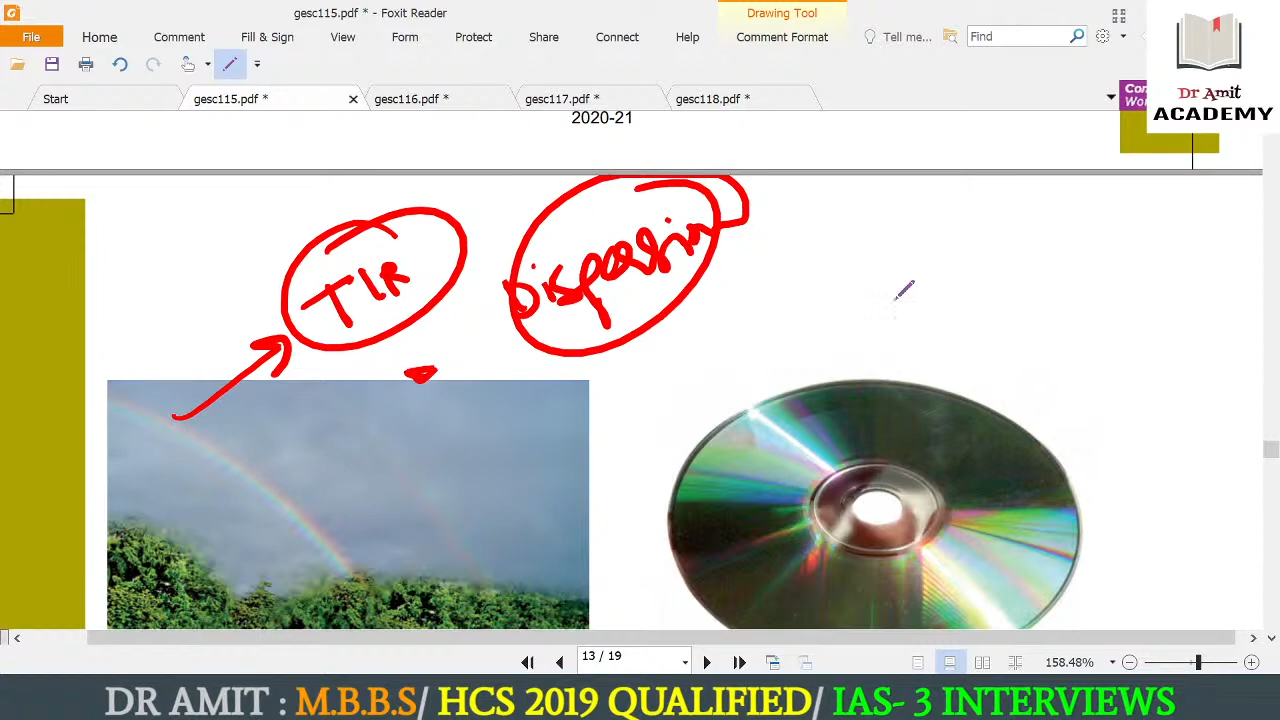 gesc115.pdf * - Foxit Reader
Drawing Tool
File Home Comment Fill & Sign View Form Protect Share Connect Help Comment Format Tell me... Find
Start gesc115.pdf * gesc116.pdf * gesc117.pdf * gesc118.pdf *
Dr Amit
ACADEMY
2020-21
TIR
Dispersion
13 / 19
158.48%
DR AMIT : M.B.B.S/ HCS 2019 QUALIFIED/ IAS- 3 INTERVIEWS